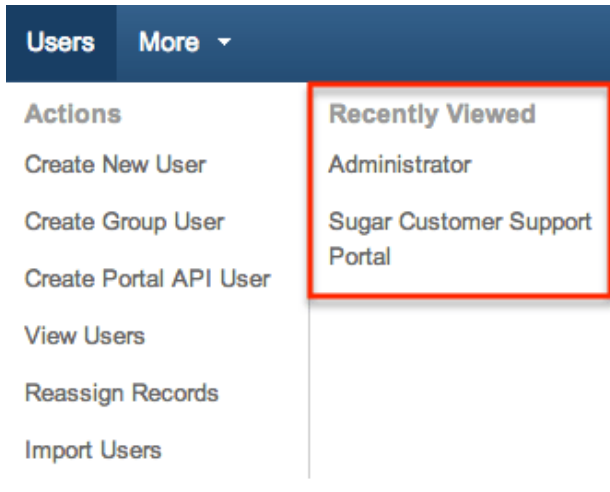 Users More
Actions
Create New User
Create Group User
Create Portal API User
View Users
Reassign Records
Import Users
Recently Viewed
Administrator
Sugar Customer Support
Portal